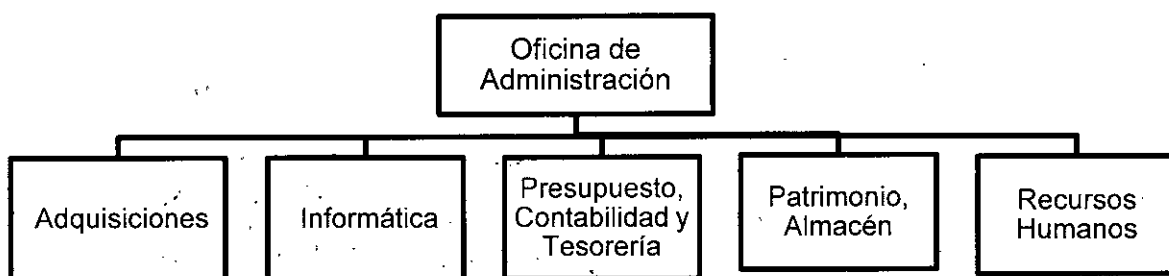 Oficina de
Administración
Adquisiciones
Informática
Presupuesto,
Contabilidad y
Tesorería
Patrimonio,
Almacén
Recursos
Humanos